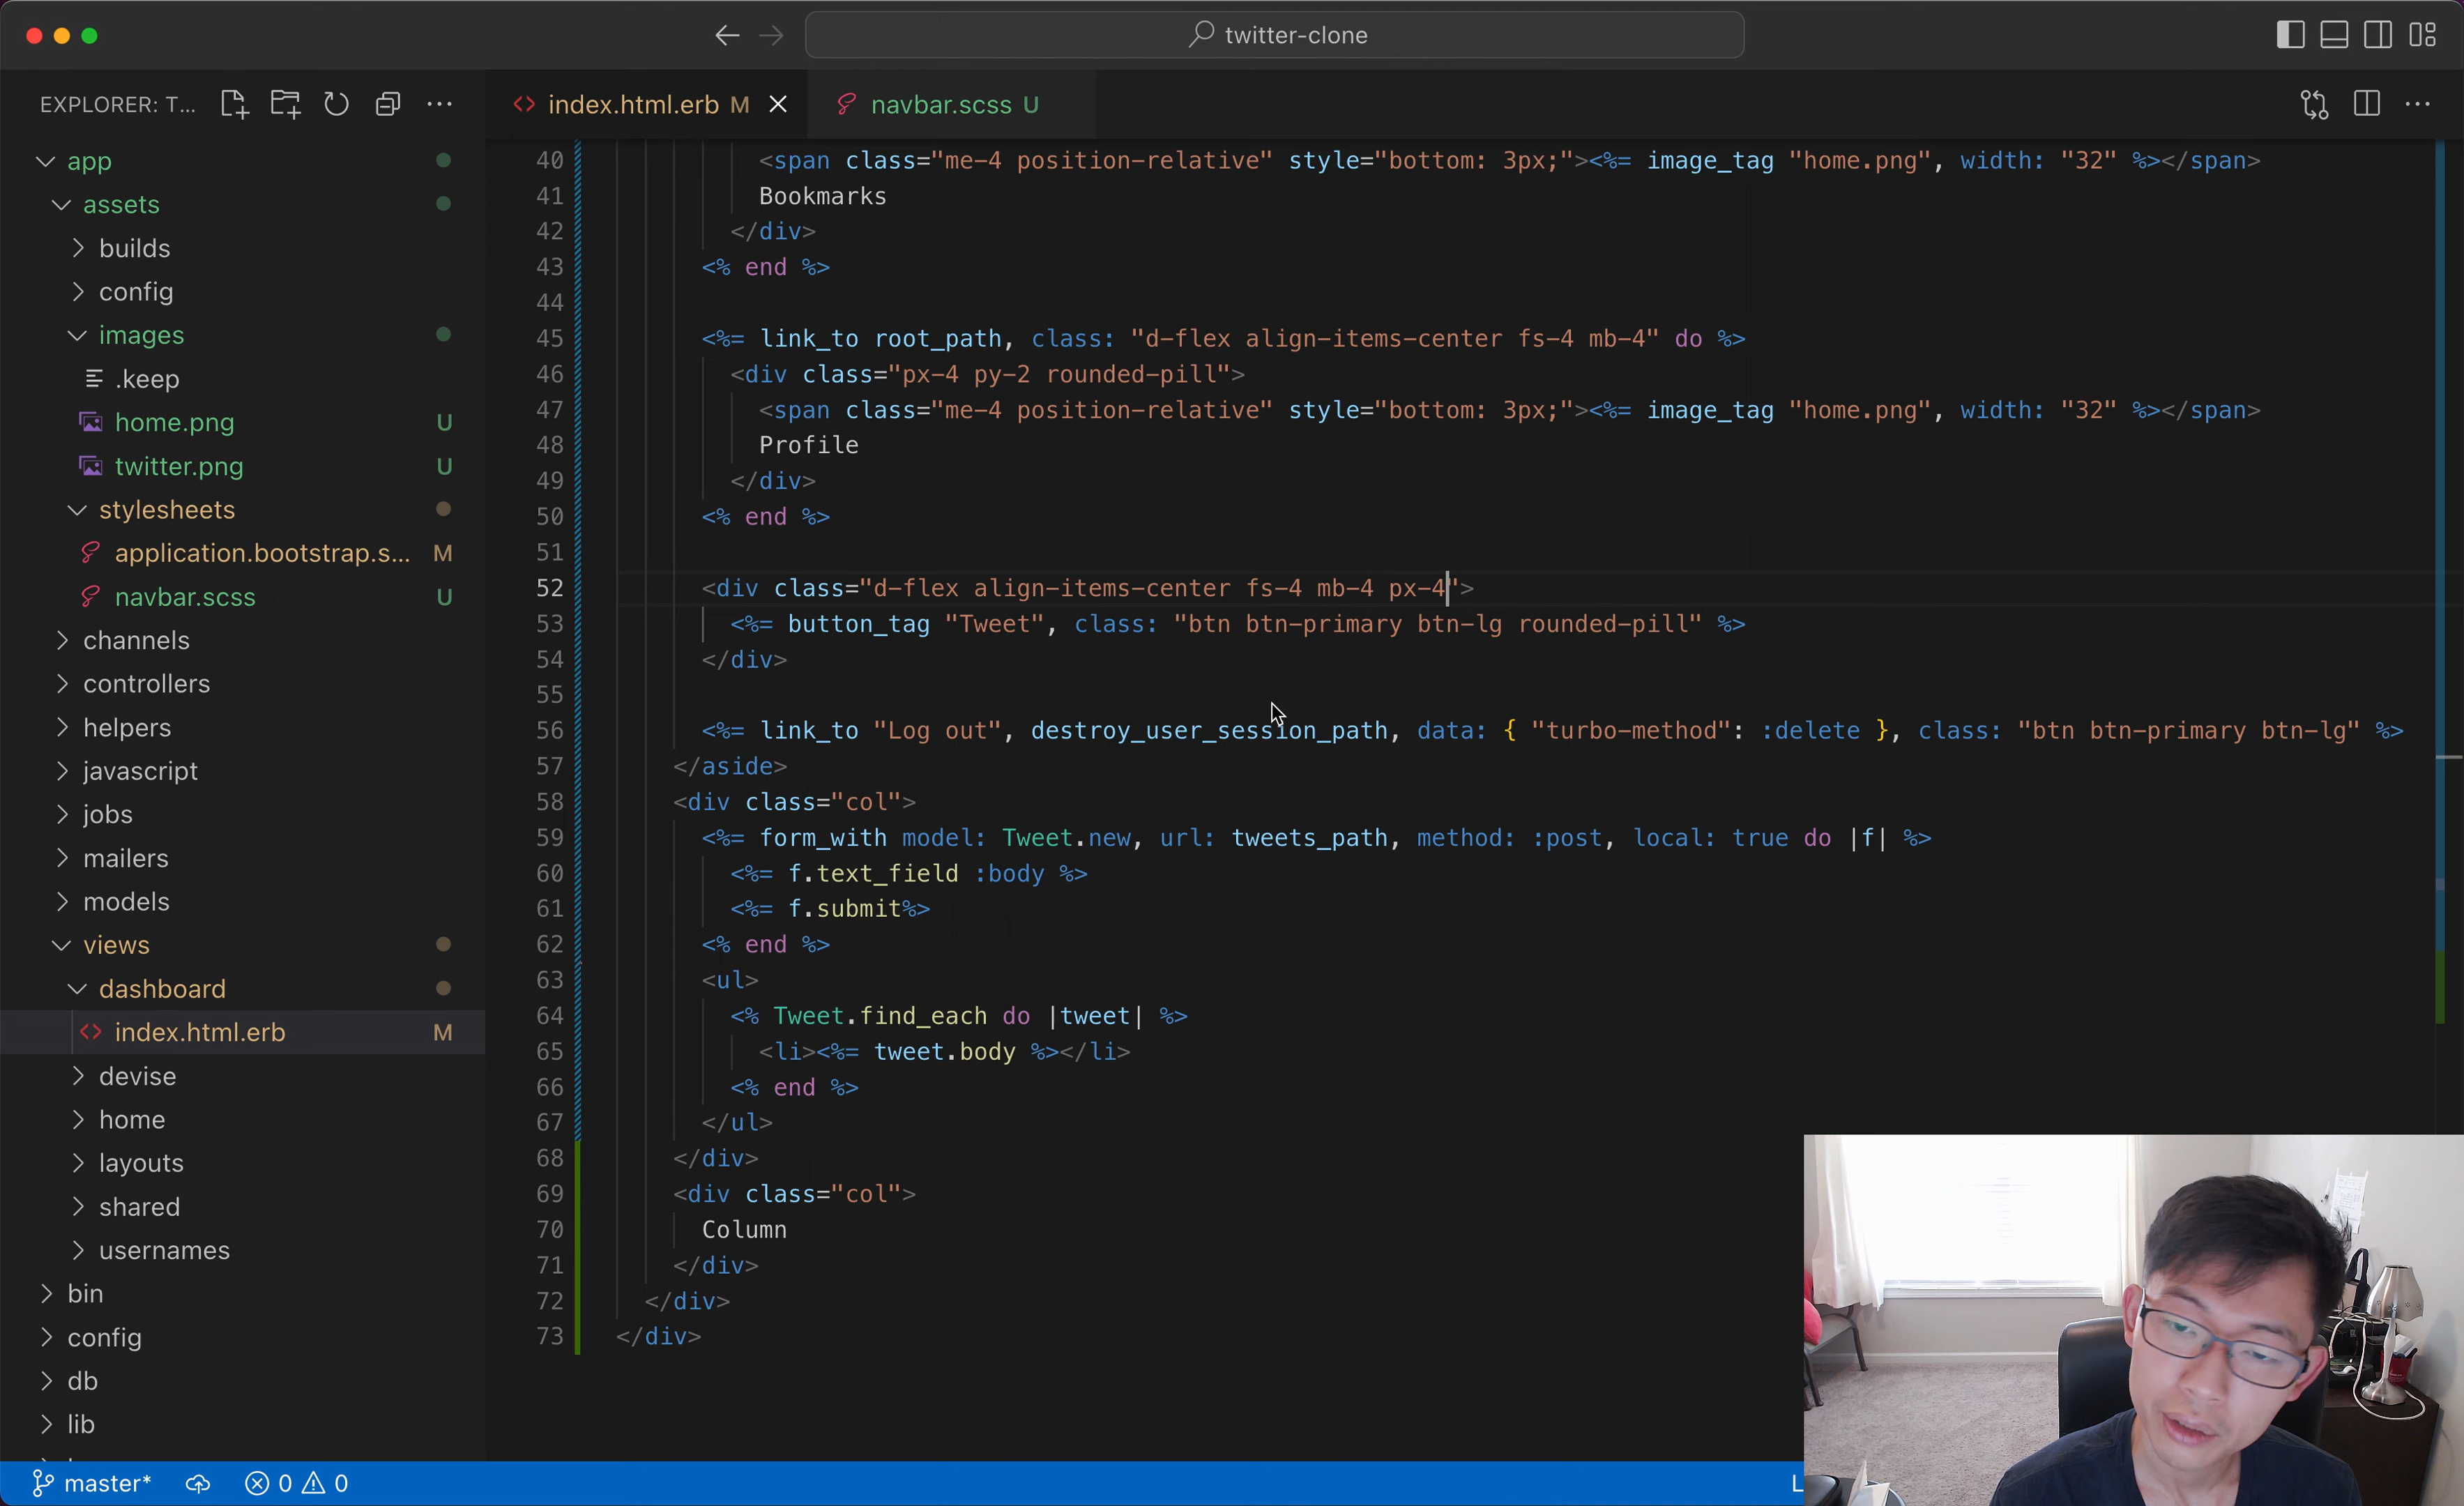 twitter-clone
EXPLORER: T...
index.html.erb M
navbar.scss U
app
assets
builds
config
images
.keep
home.png U
twitter.png U
stylesheets
application.bootstrap.s... M
navbar.scss U
channels
controllers
helpers
javascript
jobs
mailers
models
views
dashboard
index.html.erb M
devise
home
layouts
shared
usernames
bin
config
db
lib
40 <span class="me-4 position-relative" style="bottom: 3px;"><%= image_tag "home.png", width: "32" %></span>
41 Bookmarks
42 </div>
43 <% end %>
44
45 <%= link_to root_path, class: "d-flex align-items-center fs-4 mb-4" do %>
46 <div class="px-4 py-2 rounded-pill">
47 <span class="me-4 position-relative" style="bottom: 3px;"><%= image_tag "home.png", width: "32" %></span>
48 Profile
49 </div>
50 <% end %>
51
52 <div class="d-flex align-items-center fs-4 mb-4 px-4">
53 <%= button_tag "Tweet", class: "btn btn-primary btn-lg rounded-pill" %>
54 </div>
55
56 <%= link_to "Log out", destroy_user_session_path, data: { "turbo-method": :delete }, class: "btn btn-primary btn-lg" %>
57 </aside>
58 <div class="col">
59 <%= form_with model: Tweet.new, url: tweets_path, method: :post, local: true do |f| %>
60 <%= f.text_field :body %>
61 <%= f.submit%>
62 <% end %>
63 <ul>
64 <% Tweet.find_each do |tweet| %>
65 <li><%= tweet.body %></li>
66 <% end %>
67 </ul>
68 </div>
69 <div class="col">
70 Column
71 </div>
72 </div>
73 </div>
master* 0 0